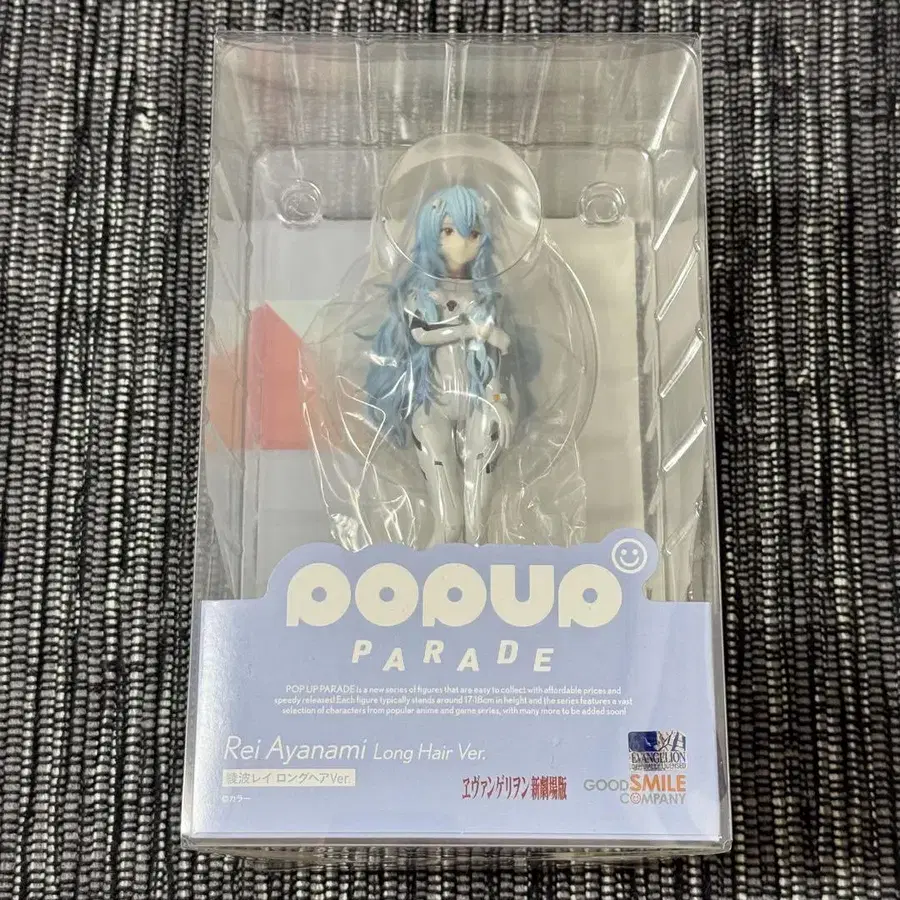 POPUP
PARADE
POP UP PARADE is a new series of figures that are easy to collect with affordable prices and
speedy releases! Each figure typically stands around 17-18cm in height and the series features a vast
selection of characters from popular anime and game series, with many more to be added soon!
Rei Ayanami Long Hair Ver.
綾波レイ ロングヘアVer.
©カラー
ヱヴァンゲリヲン新劇場版
EVANGELION
GOOD SMILE
COMPANY